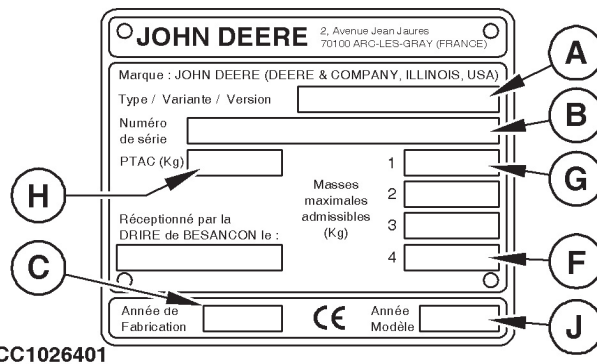 JOHN DEERE
2, Avenue Jean Jaures
70100 ARC-LES-GRAY (FRANCE)
A
Marque : JOHN DEERE (DEERE & COMPANY, ILLINOIS, USA)
Type / Variante / Version
B
Numéro
de série
PTAC (Kg)
H
1
G
Masses
maximales
admissibles
(Kg)
2
3
4
Réceptionné par la
DRIRE de BESANCON le :
C
F
Année de
Fabrication
CE
Année
Modèle
J
CC1026401